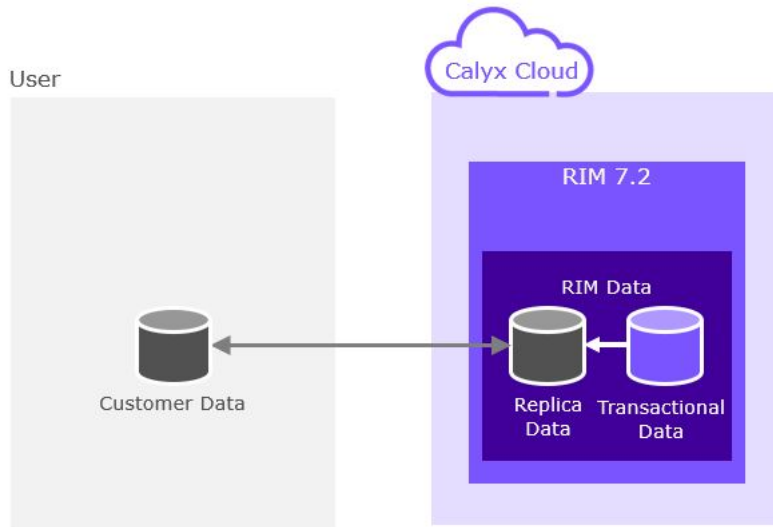 Calyx Cloud
User
RIM 7.2
RIM Data
Customer Data
Replica
Data
Transactional
Data